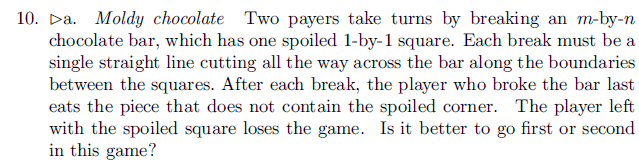 10. ▷a. Moldy chocolate Two payers take turns by breaking an m-by-n
chocolate bar, which has one spoiled 1-by-1 square. Each break must be a
single straight line cutting all the way across the bar along the boundaries
between the squares. After each break, the player who broke the bar last
eats the piece that does not contain the spoiled corner. The player left
with the spoiled square loses the game. Is it better to go first or second
in this game?